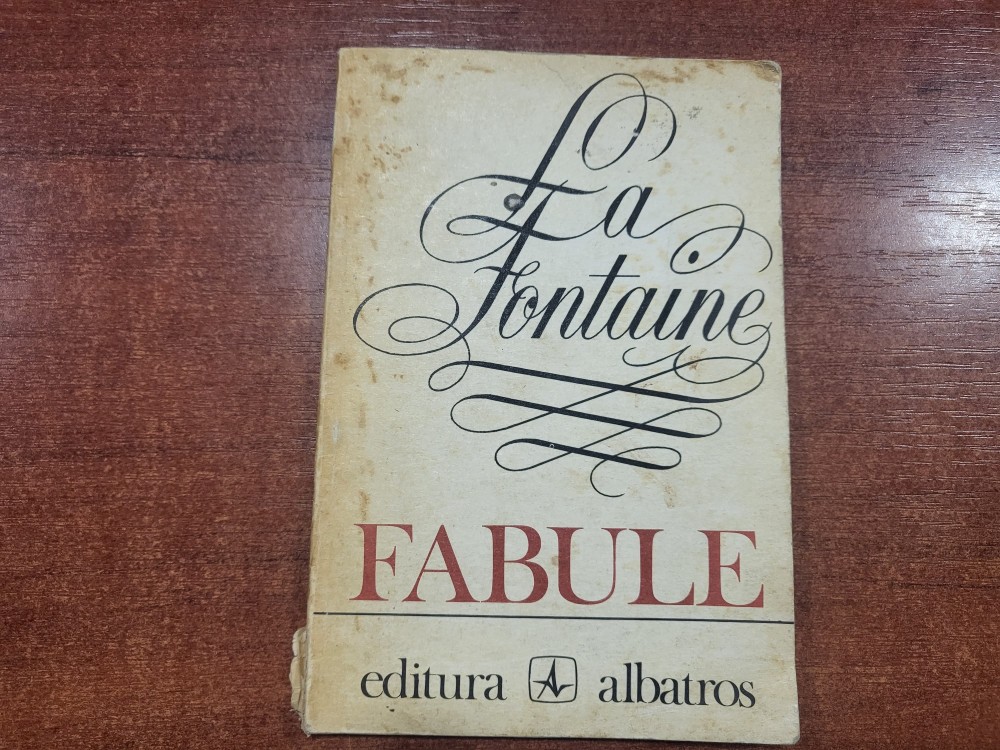 La
Fontaine
FABULE
editura albatros